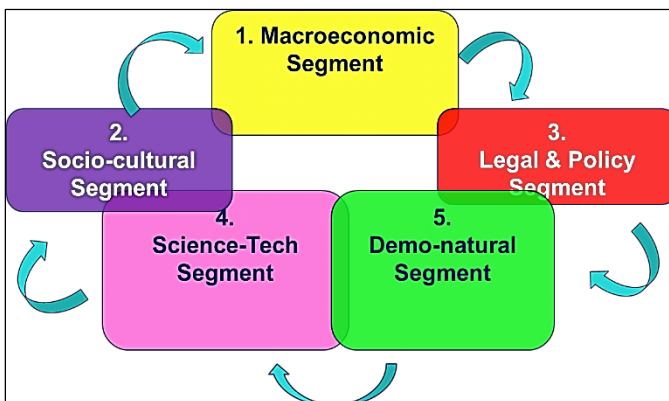 1. Macroeconomic
Segment
2.
Socio-cultural
Segment
3.
Legal & Policy
Segment
4.
Science-Tech
Segment
5.
Demo-natural
Segment